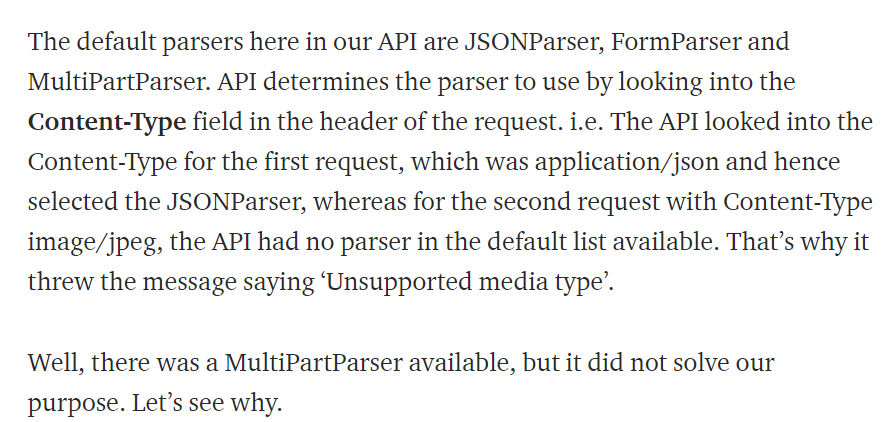 The default parsers here in our API are JSONParser, FormParser and
MultiPartParser. API determines the parser to use by looking into the
Content-Type field in the header of the request. i.e. The API looked into the
Content-Type for the first request, which was application/json and hence
selected the JSONParser, whereas for the second request with Content-Type
image/jpeg, the API had no parser in the default list available. That’s why it
threw the message saying ‘Unsupported media type’.
Well, there was a MultiPartParser available, but it did not solve our
purpose. Let’s see why.